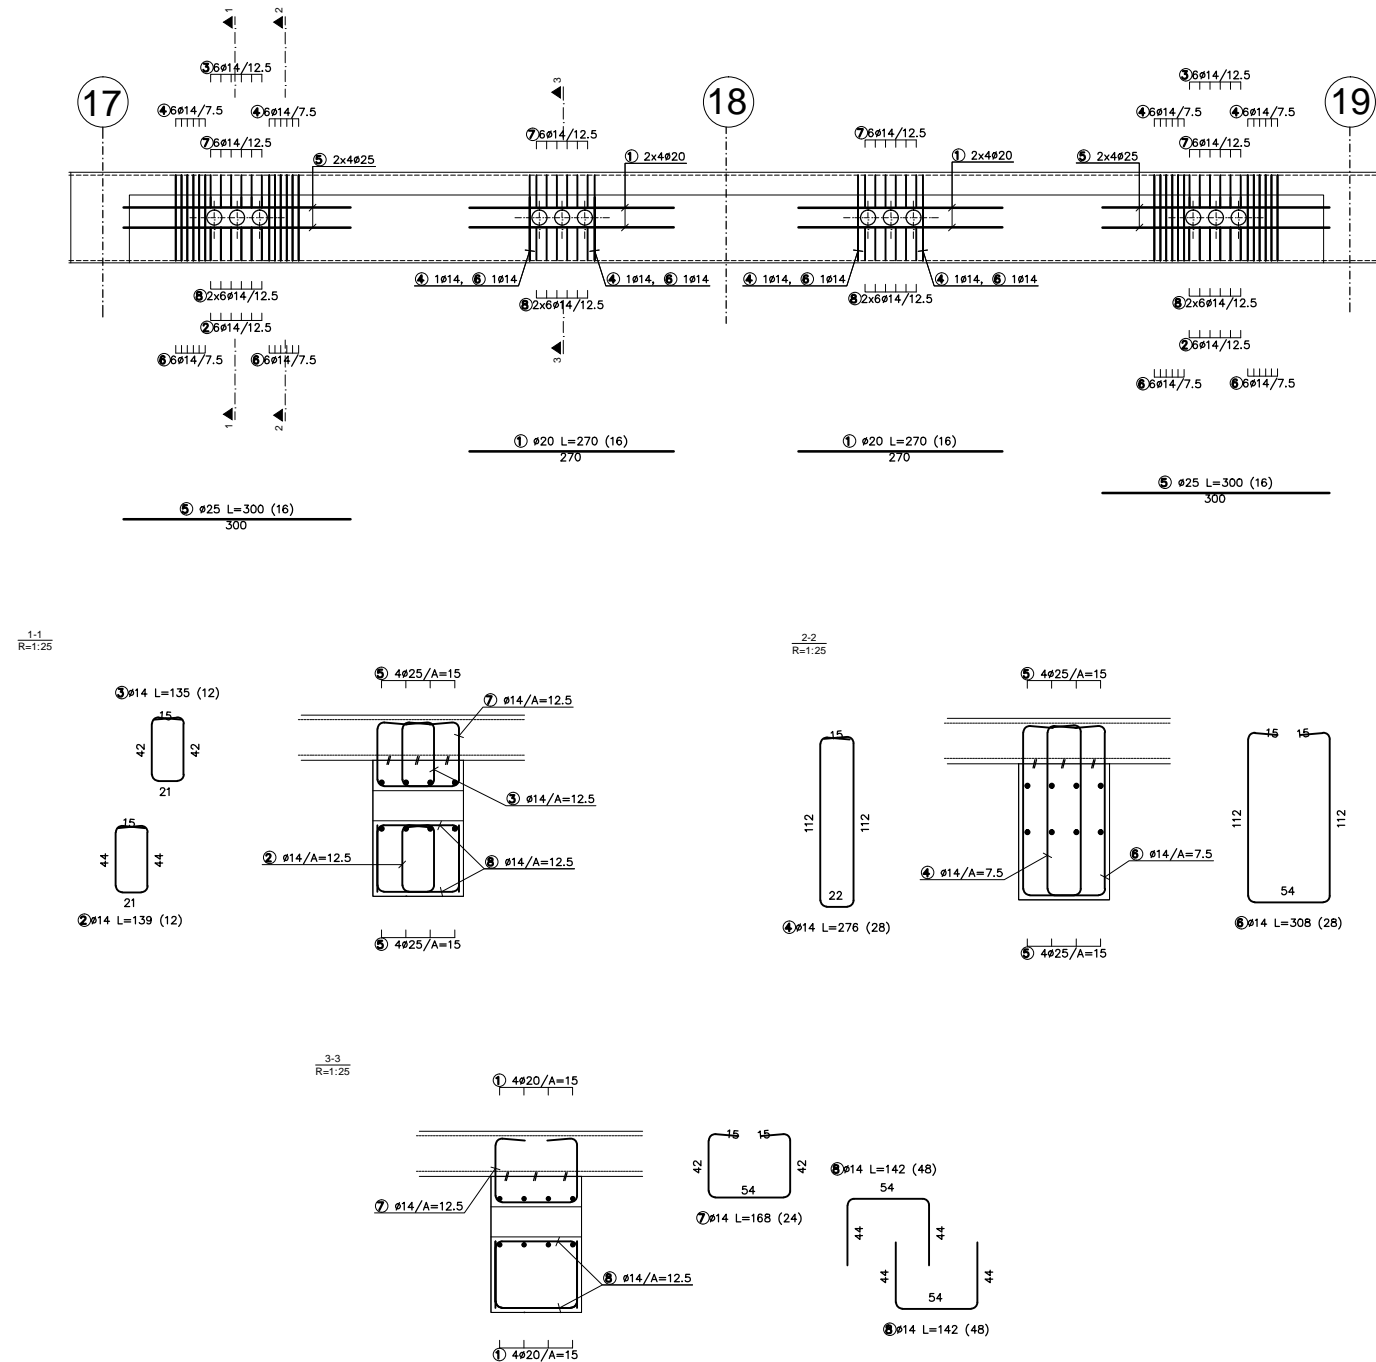 1
2
③6ø14/12.5
③6ø14/12.5
17
18
19
3
④6ø14/7.5
④6ø14/7.5
④6ø14/7.5
④6ø14/7.5
⑦6ø14/12.5
⑦6ø14/12.5
⑦6ø14/12.5
⑦6ø14/12.5
⑤ 2x4ø25
① 2x4ø20
① 2x4ø20
⑤ 2x4ø25
④ 1ø14, ⑥ 1ø14
④ 1ø14, ⑥ 1ø14
④ 1ø14, ⑥ 1ø14
④ 1ø14, ⑥ 1ø14
⑧2x6ø14/12.5
⑧2x6ø14/12.5
⑧2x6ø14/12.5
⑧2x6ø14/12.5
②6ø14/12.5
②6ø14/12.5
⑥6ø14/7.5
⑥6ø14/7.5
3
⑥6ø14/7.5
⑥6ø14/7.5
1
2
① ø20 L=270 (16)
270
① ø20 L=270 (16)
270
⑤ ø25 L=300 (16)
300
⑤ ø25 L=300 (16)
300
1-1
R=1:25
③ø14 L=135 (12)
15
42
42
21
15
44
44
21
②ø14 L=139 (12)
⑤ 4ø25/A=15
⑦ ø14/A=12.5
③ ø14/A=12.5
② ø14/A=12.5
⑧ ø14/A=12.5
⑤ 4ø25/A=15
2-2
R=1:25
15
112
112
22
④ø14 L=276 (28)
⑤ 4ø25/A=15
④ ø14/A=7.5
⑥ ø14/A=7.5
⑤ 4ø25/A=15
15
15
112
112
54
⑥ø14 L=308 (28)
3-3
R=1:25
① 4ø20/A=15
⑦ ø14/A=12.5
⑧ ø14/A=12.5
① 4ø20/A=15
15
15
42
42
54
⑦ø14 L=168 (24)
⑧ø14 L=142 (48)
54
44
44
44
44
54
⑧ø14 L=142 (48)